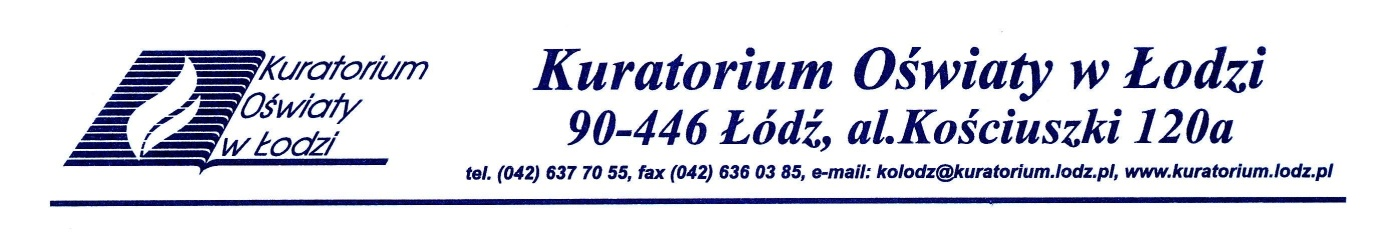 Kuratorium
Oświaty
w Łodzi
Kuratorium Oświaty w Łodzi
90-446 Łódź, al.Kościuszki 120a
tel. (042) 637 70 55, fax (042) 636 03 85, e-mail: kolodz@kuratorium.lodz.pl, www.kuratorium.lodz.pl